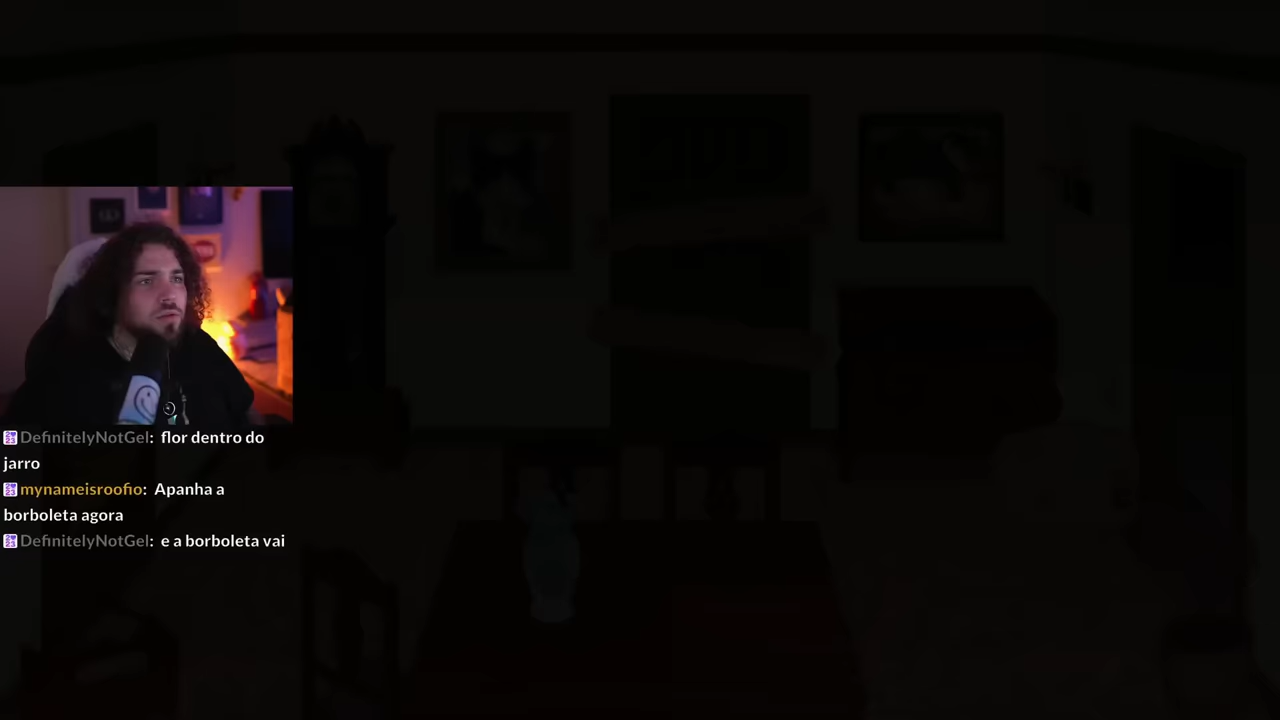 DefinitelyNotGel: flor dentro do
jarro
mynameisroofio: Apanha a
borboleta agora
DefinitelyNotGel: e a borboleta vai